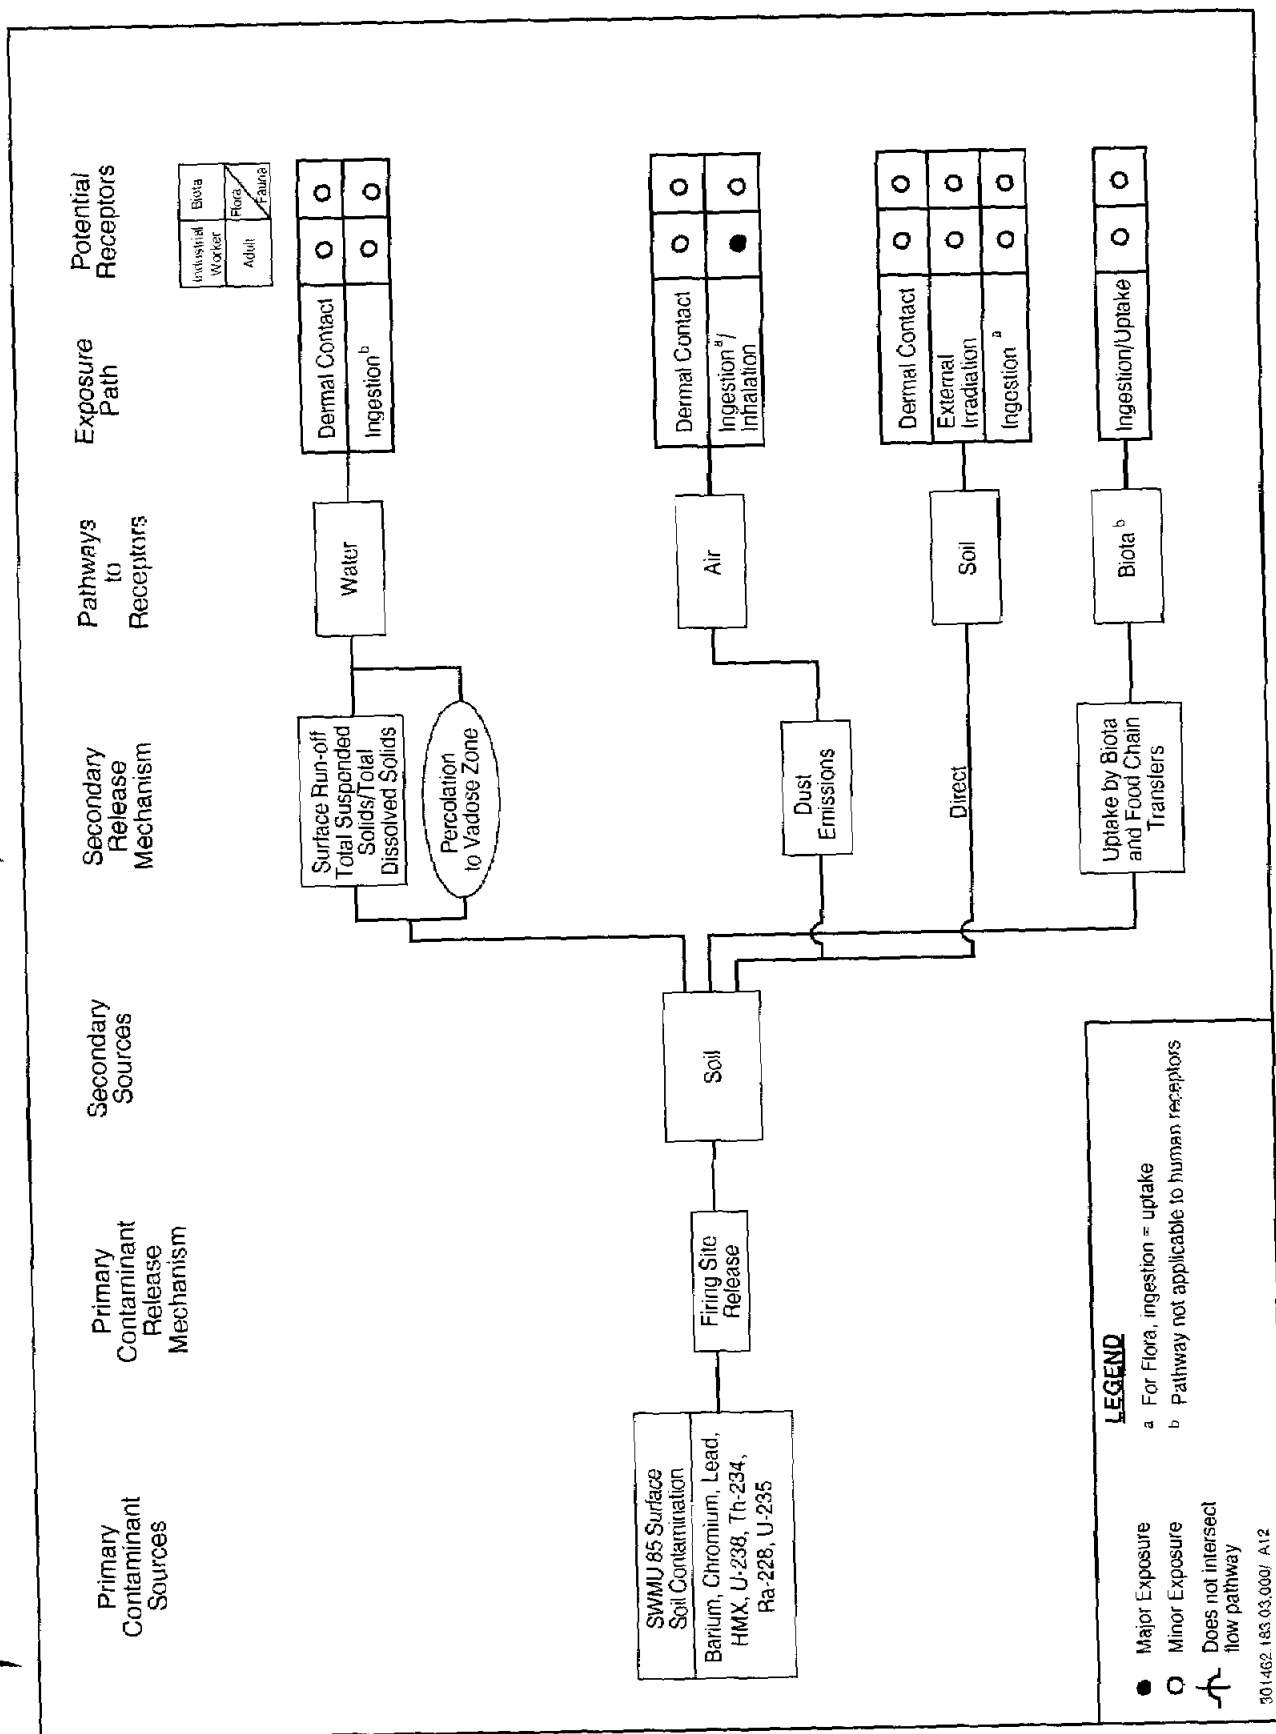 Primary
Contaminant
Sources
Primary
Contaminant
Release
Mechanism
Secondary
Sources
Secondary
Release
Mechanism
Pathways
to
Receptors
Exposure
Path
Potential
Receptors
Industrial
Worker
Biota
Adult
Flora
Fauna
SWMU 85 Surface
Soil Contamination
Barium, Chromium, Lead,
HMX, U-238, Th-234,
Ra-228, U-235
Firing Site
Release
Soil
Surface Run-off
Total Suspended
Solids/Total
Dissolved Solids
Percolation
to Vadose Zone
Water
Dermal Contact
Ingestion b
Dust
Emissions
Air
Dermal Contact
Ingestion a/
Inhalation
Direct
Soil
Dermal Contact
External
Irradiation
Ingestion a
Uptake by Biota
and Food Chain
Transfers
Biota b
Ingestion/Uptake
LEGEND
Major Exposure
Minor Exposure
Does not intersect
flow pathway
a For Flora, ingestion = uptake
b Pathway not applicable to human receptors
301462.183.03.000/ A12